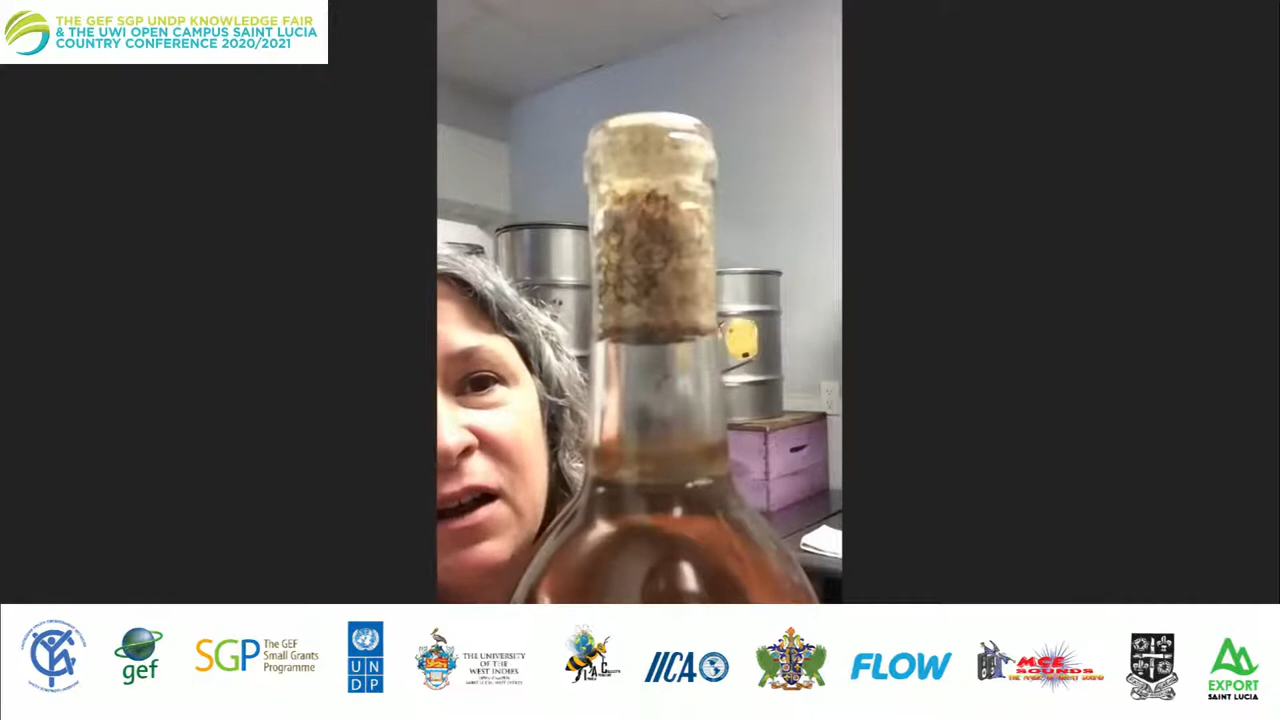 THE GEF SGP UNDP KNOWLEDGE FAIR
& THE UWI OPEN CAMPUS SAINT LUCIA
COUNTRY CONFERENCE 2020/2021
gef
SGP The GEF
Small Grants
Programme
U N
D P
THE UNIVERSITY
OF THE
WEST INDIES
IICA
FLOW
MCE
SOUNDS
EXPORT
SAINT LUCIA